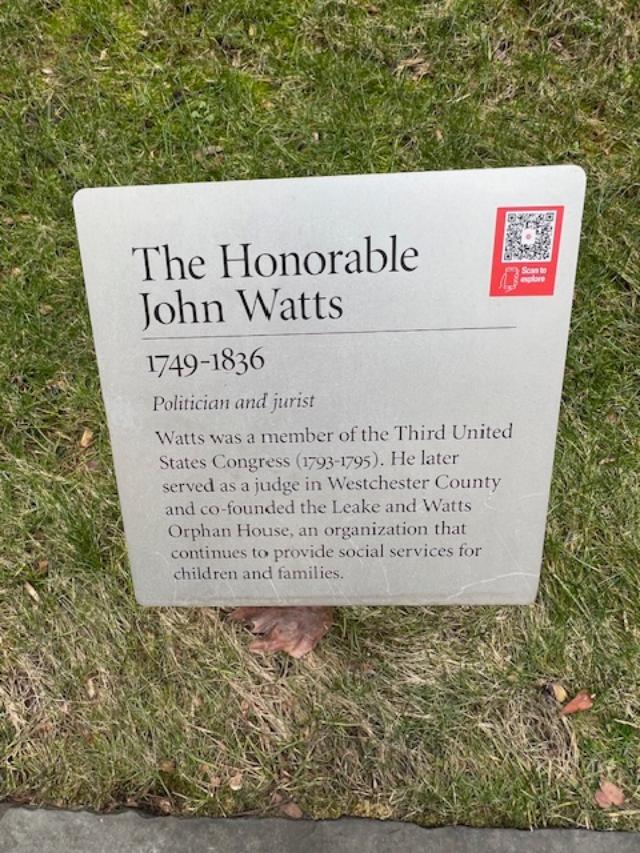 The Honorable
John Watts
1749-1836
Politician and jurist
Watts was a member of the Third United
States Congress (1793-1795). He later
served as a judge in Westchester County
and co-founded the Leake and Watts
Orphan House, an organization that
continues to provide social services for
children and families.
Scan to
explore